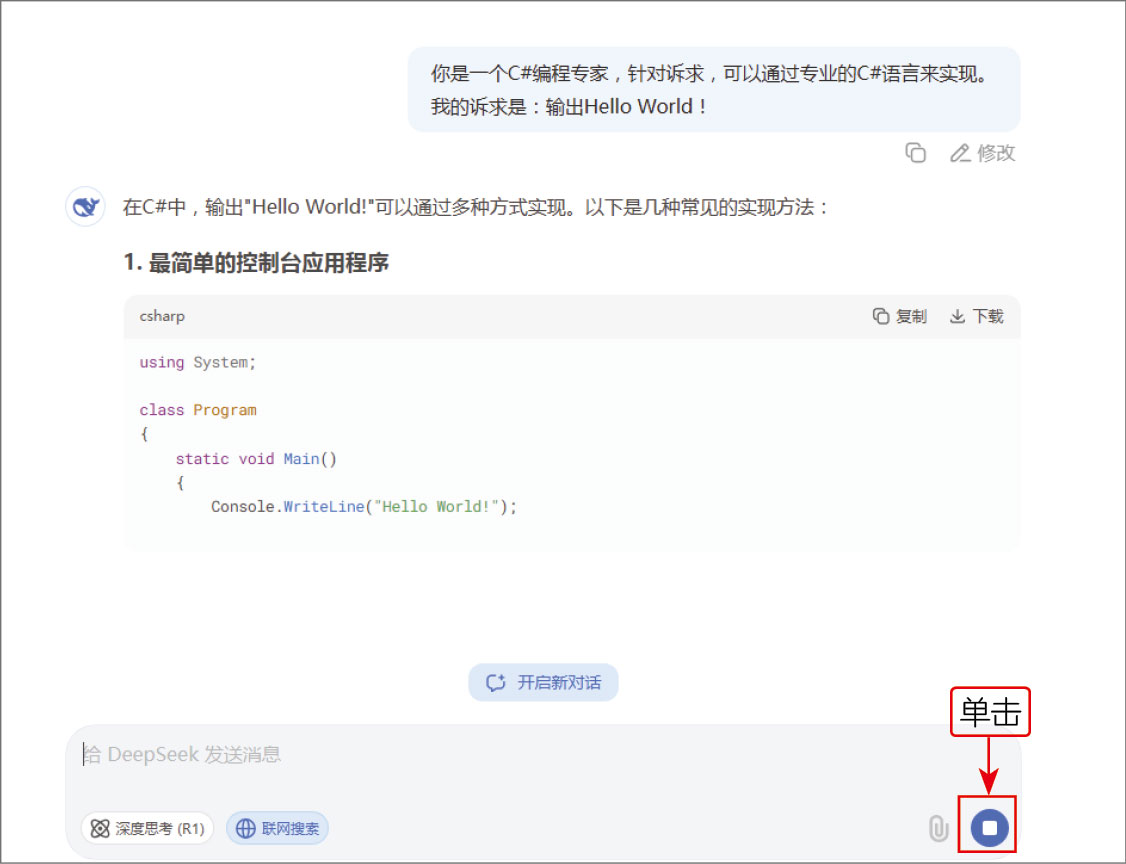 你是一个C#编程专家，针对诉求，可以通过专业的C#语言来实现。
我的诉求是：输出Hello World！
修改
在C#中，输出"Hello World!"可以通过多种方式实现。以下是几种常见的实现方法：
1. 最简单的控制台应用程序
csharp 复制 下载
using System;
class Program
{
static void Main()
{
Console.WriteLine("Hello World!");
开启新对话
单击
给 DeepSeek 发送消息
深度思考 (R1) 联网搜索